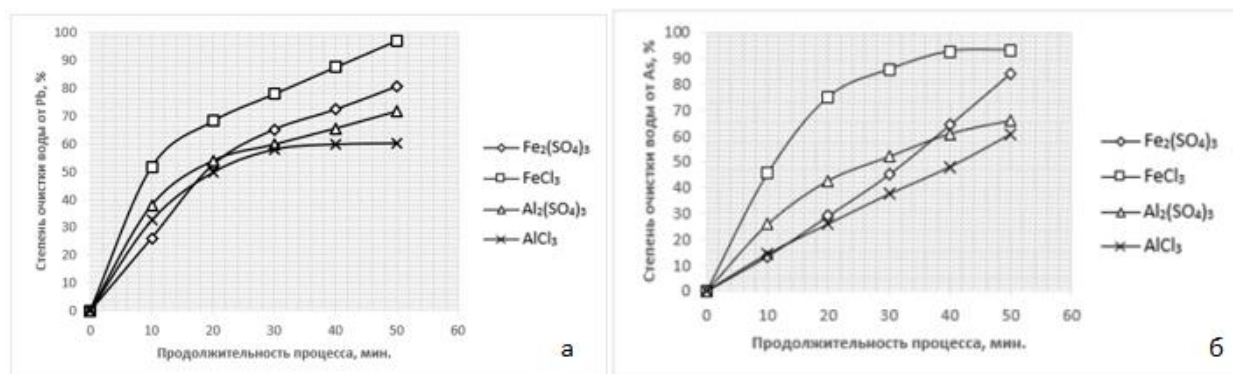 Степень очистки воды от Pb, %
100
90
80
70
60
50
40
30
20
10
0
0 10 20 30 40 50 60
Продолжительность процесса, мин.
Fe₂(SO₄)₃
FeCl₃
Al₂(SO₄)₃
AlCl₃
а
Степень очистки воды от As, %
100
90
80
70
60
50
40
30
20
10
0
0 10 20 30 40 50 60
Продолжительность процесса, мин.
Fe₂(SO₄)₃
FeCl₃
Al₂(SO₄)₃
AlCl₃
б